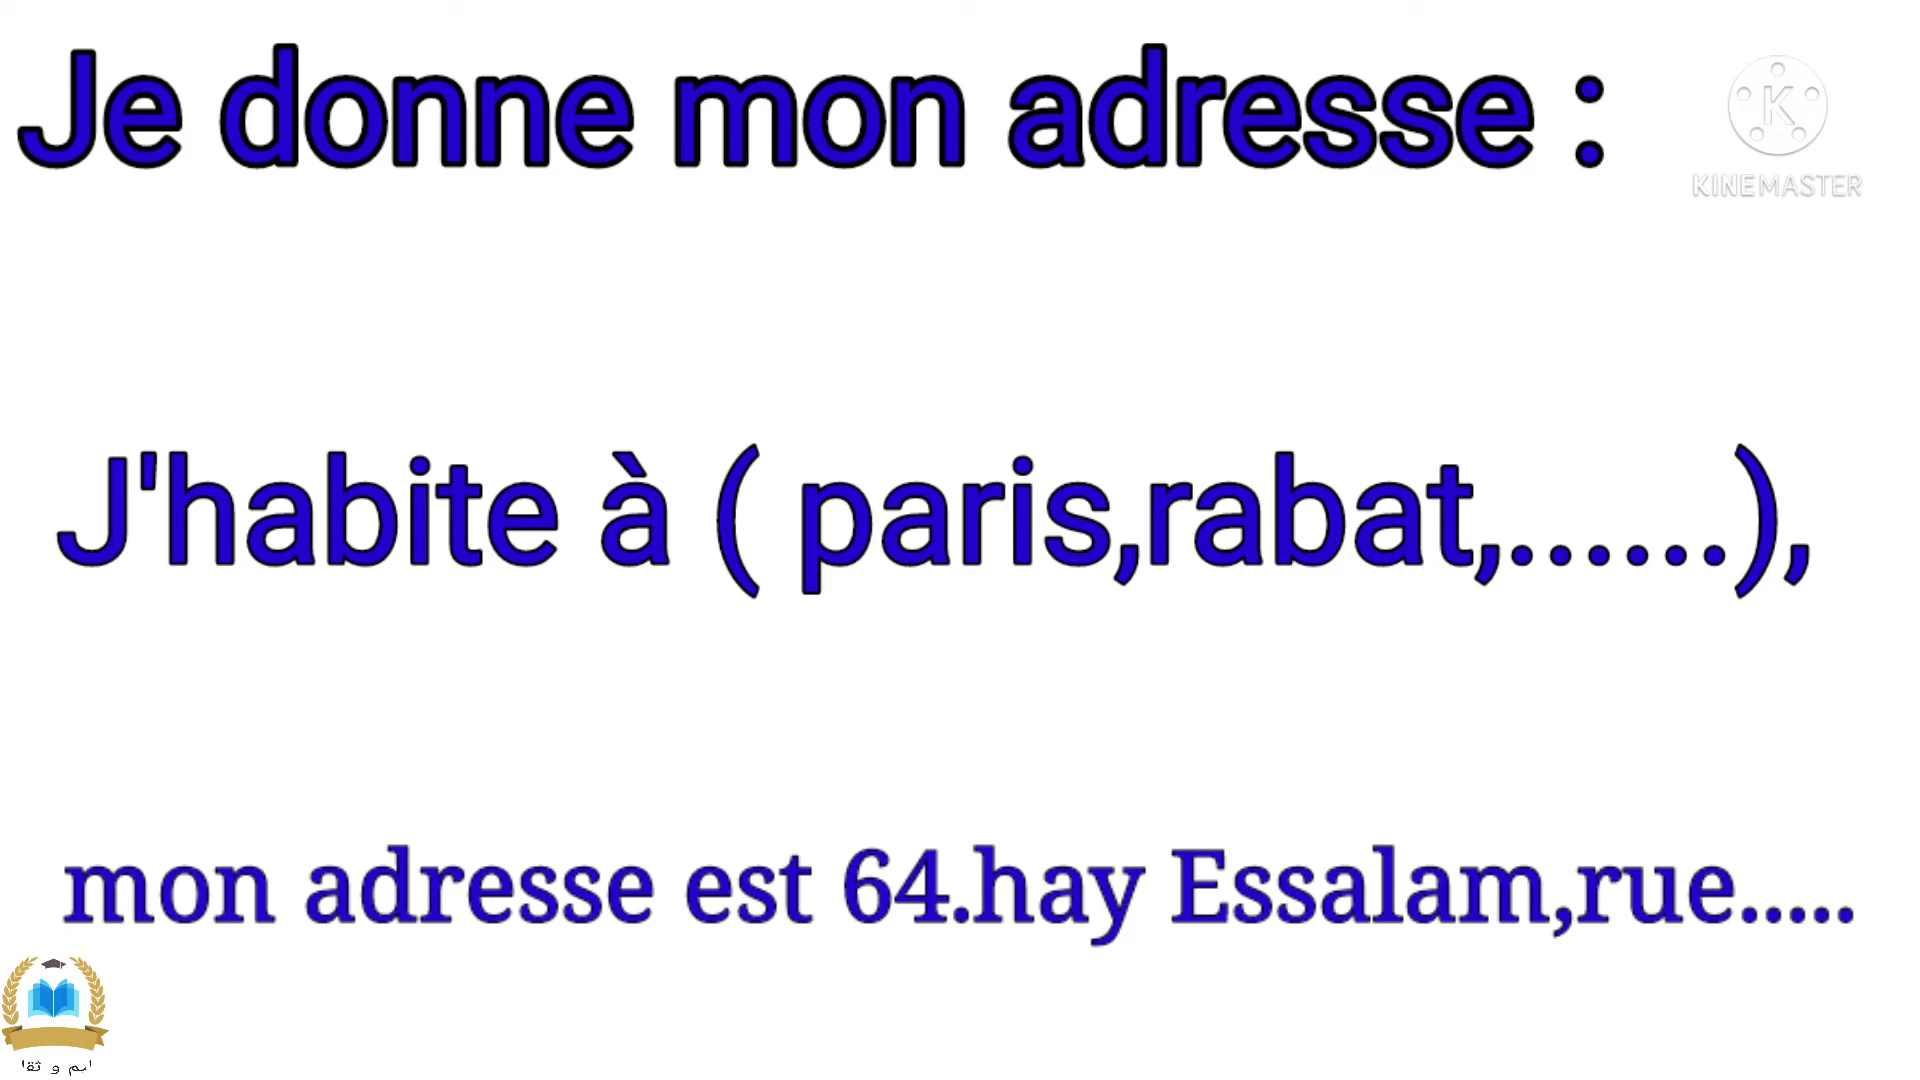 Je donne mon adresse :
KINEMASTER
J'habite à ( paris,rabat,......),
mon adresse est 64.hay Essalam,rue.....